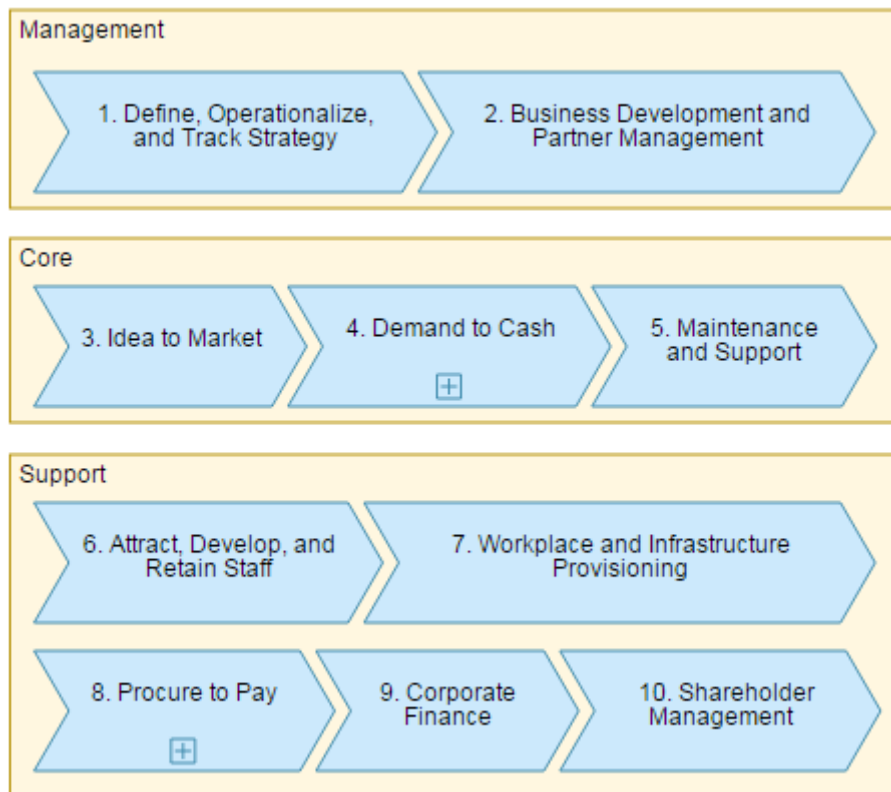 Management
1. Define, Operationalize,
and Track Strategy
2. Business Development and
Partner Management
Core
3. Idea to Market
4. Demand to Cash
5. Maintenance
and Support
Support
6. Attract, Develop, and
Retain Staff
7. Workplace and Infrastructure
Provisioning
8. Procure to Pay
9. Corporate
Finance
10. Shareholder
Management